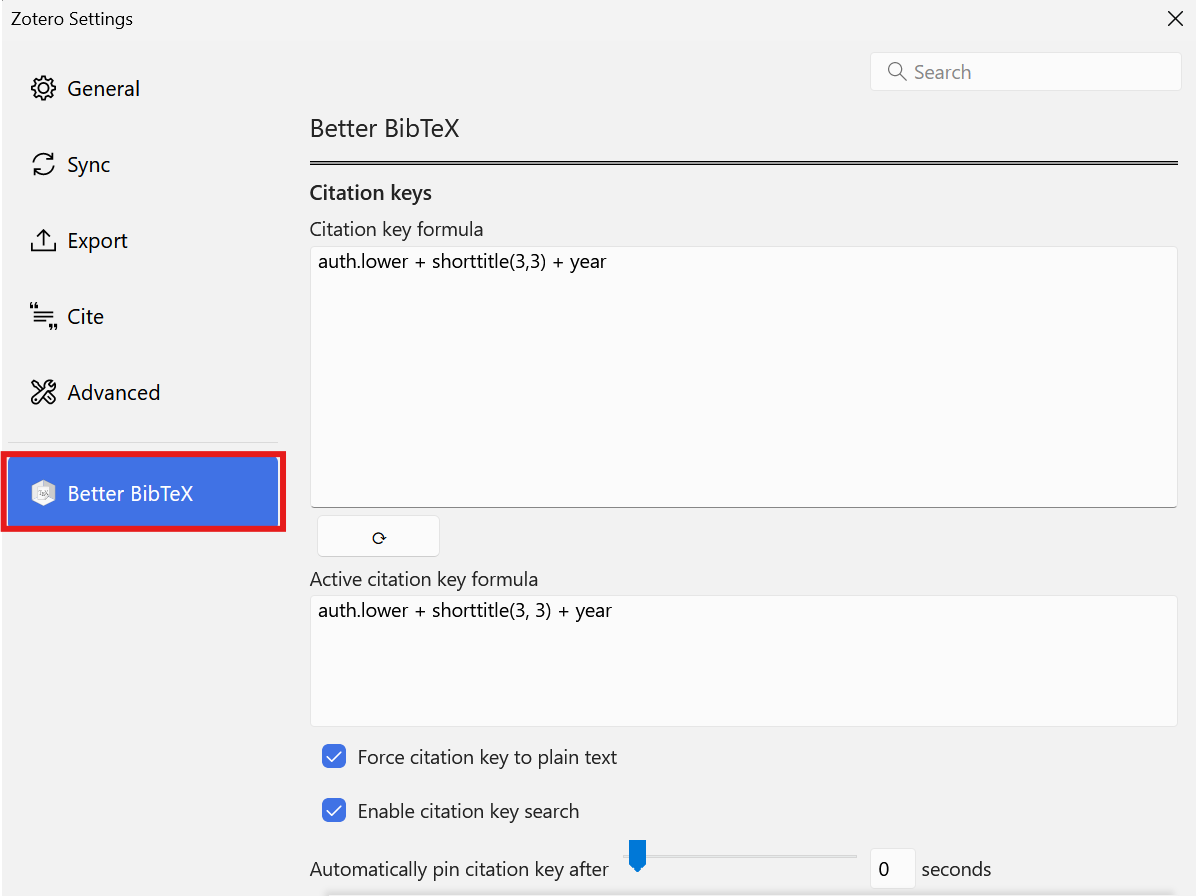 Zotero Settings
Search
General
Sync
Export
Cite
Advanced
Better BibTeX
Better BibTeX
Citation keys
Citation key formula
auth.lower + shorttitle(3,3) + year
Active citation key formula
auth.lower + shorttitle(3, 3) + year
Force citation key to plain text
Enable citation key search
Automatically pin citation key after 0 seconds